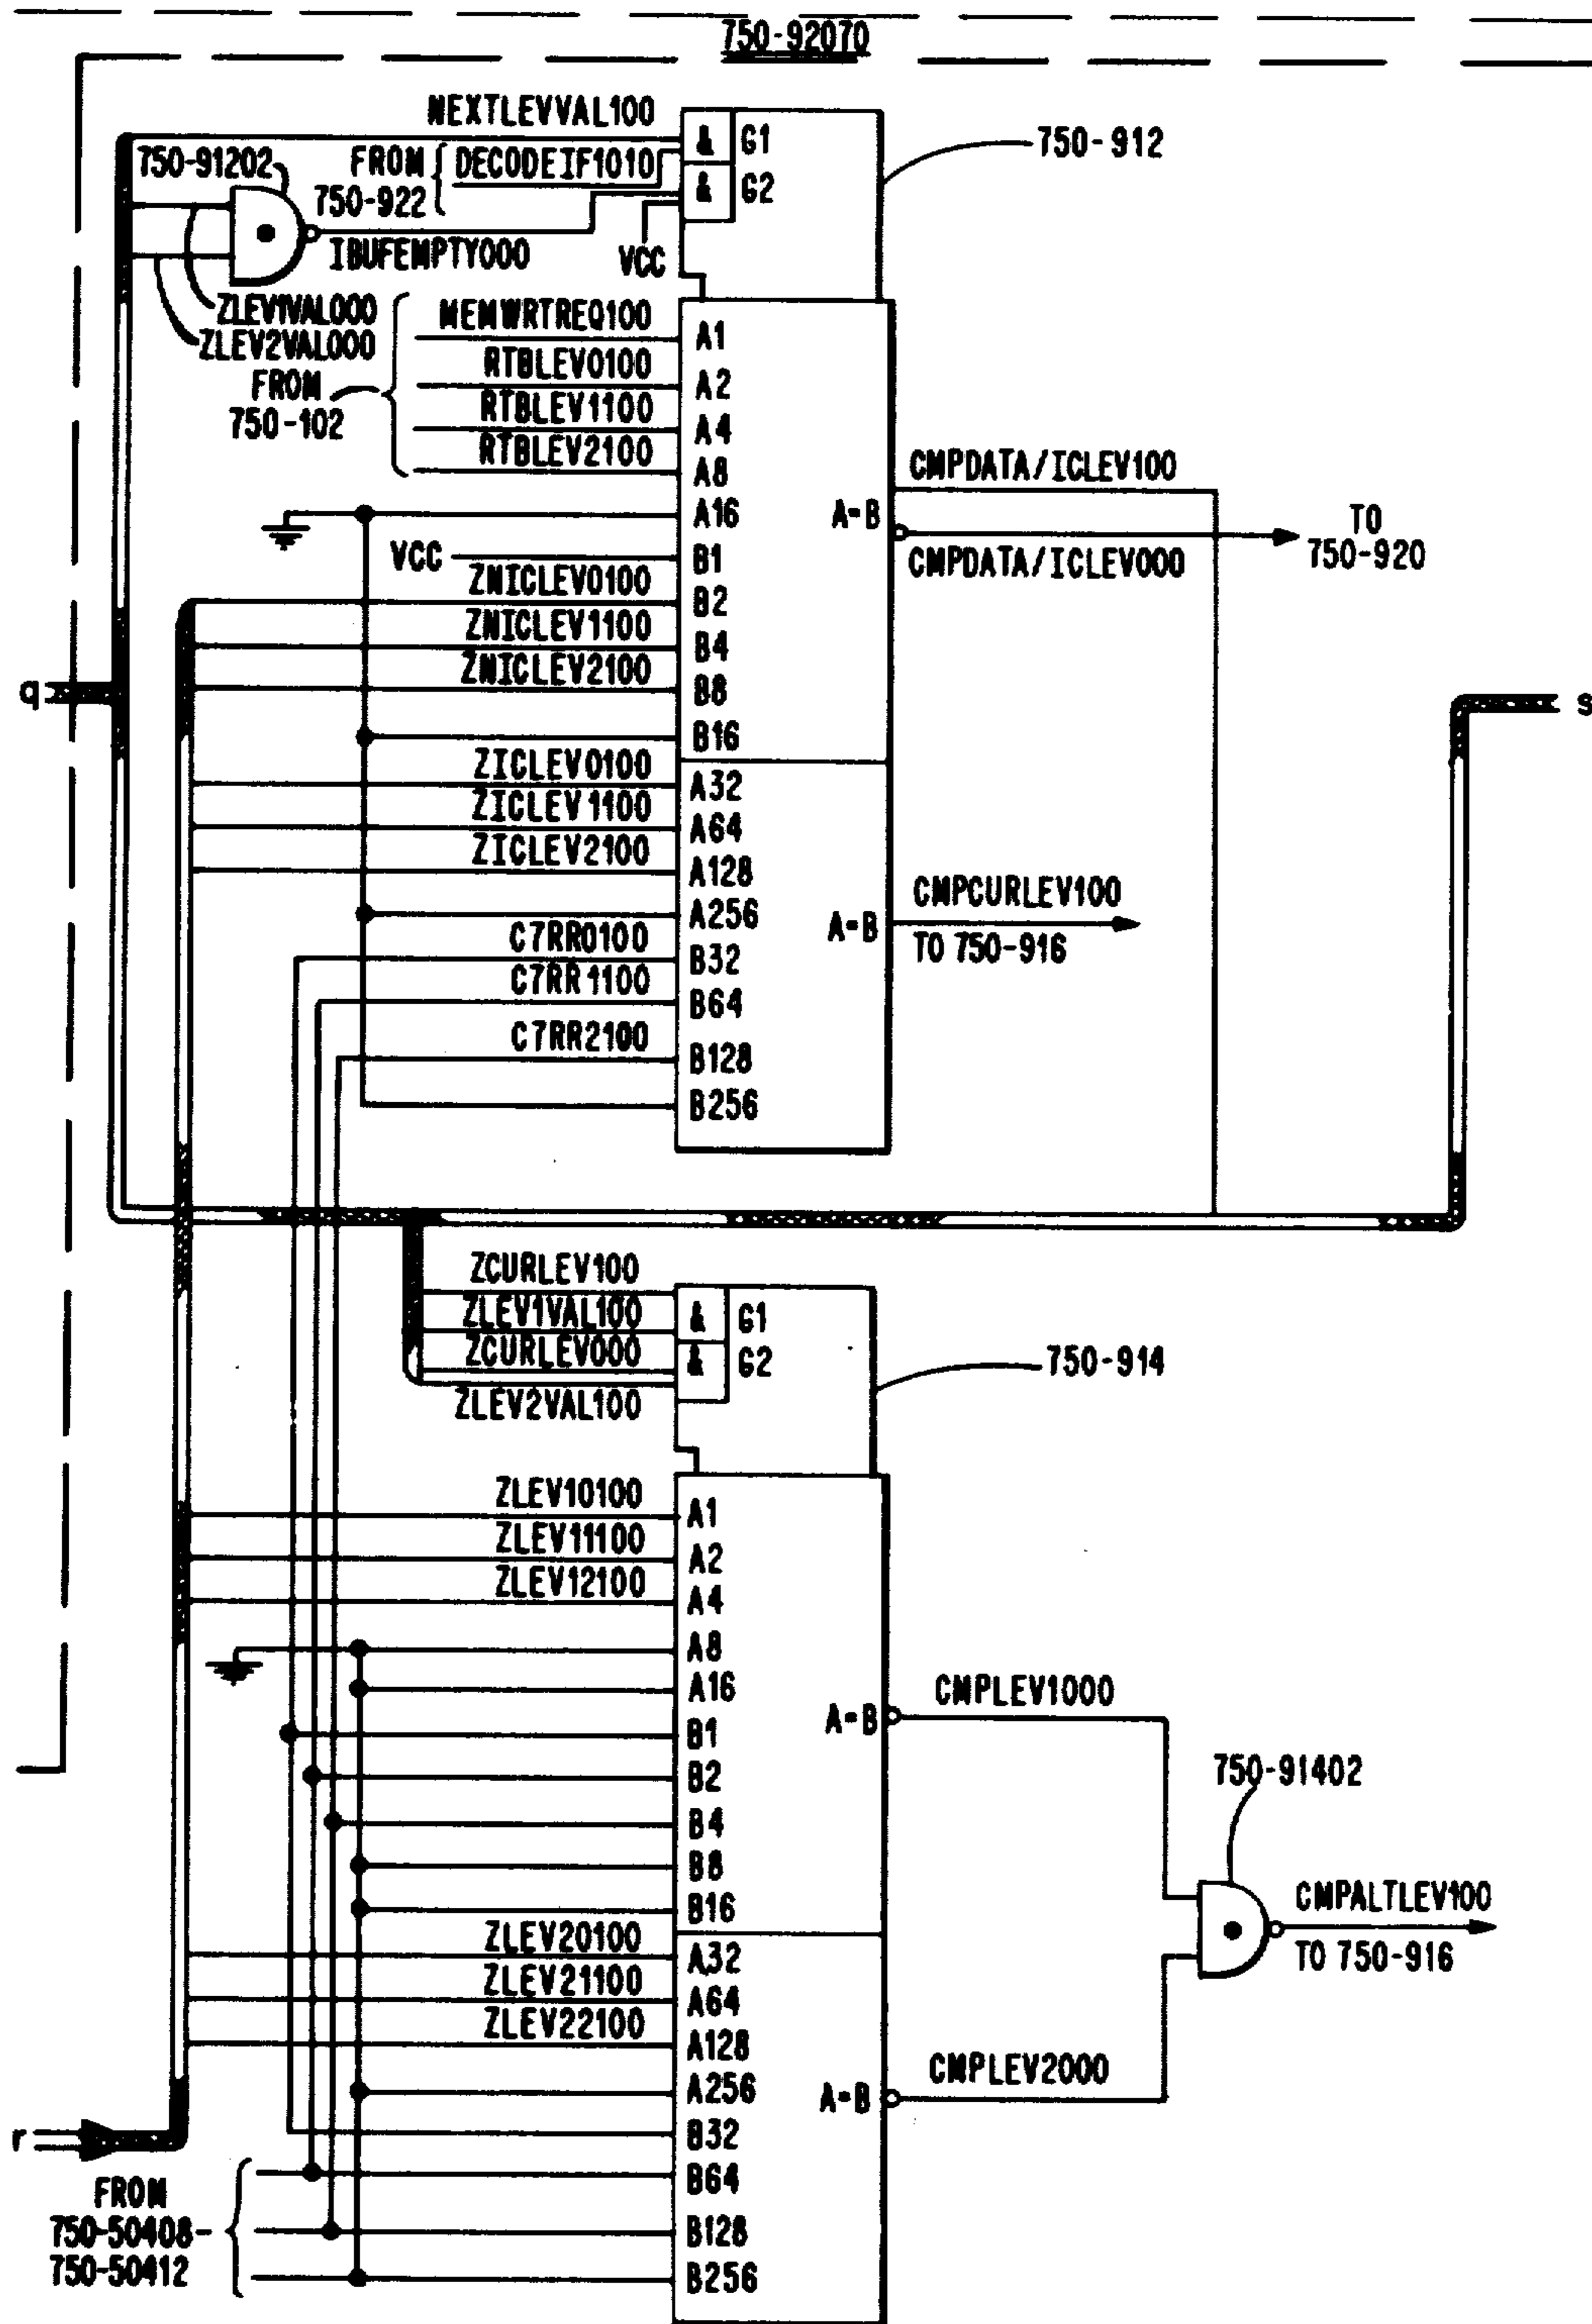 750-92070
NEXTLEVVAL100
& G1
750-912
750-91202
FROM
750-922
DECODEIF1010
& G2
IBUFEMPTY000
VCC
ZLEV1VAL000
ZLEV2VAL000
FROM
750-102
MEMWRTREQ100
A1
RTBLEV0100
A2
RTBLEV1100
A4
RTBLEV2100
A8
A16
A=B
CMPDATA/ICLEV100
CMPDATA/ICLEV000
TO
750-920
VCC
B1
ZNICLEV0100
B2
ZNICLEV1100
B4
ZNICLEV2100
B8
q
s
B16
ZICLEV0100
A32
ZICLEV1100
A64
ZICLEV2100
A128
A256
A=B
CMPCURLEV100
TO 750-916
C7RR0100
B32
C7RR1100
B64
C7RR2100
B128
B256
ZCURLEV100
ZLEV1VAL100
& G1
ZCURLEV000
& G2
ZLEV2VAL100
750-914
ZLEV10100
A1
ZLEV11100
A2
ZLEV12100
A4
A8
A16
A=B
CMPLEV1000
B1
B2
B4
B8
B16
750-91402
CMPALTLEV100
TO 750-916
ZLEV20100
A32
ZLEV21100
A64
ZLEV22100
A128
A256
A=B
CMPLEV2000
B32
r
B64
FROM
750-50408-
750-50412
B128
B256